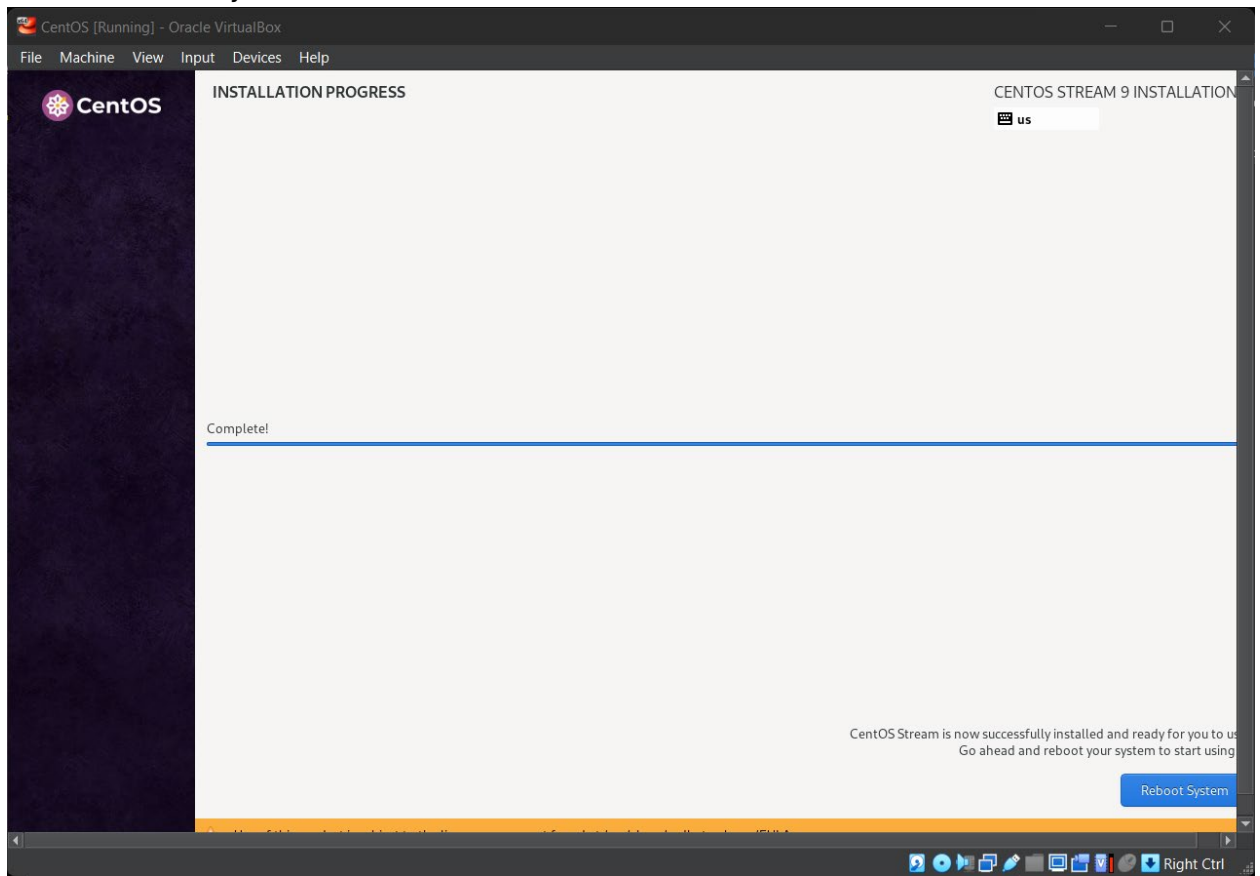 CentOS [Running] - Oracle VirtualBox
File Machine View Input Devices Help
CentOS
INSTALLATION PROGRESS
CENTOS STREAM 9 INSTALLATION
us
Complete!
CentOS Stream is now successfully installed and ready for you to us
Go ahead and reboot your system to start using
Reboot System
Right Ctrl